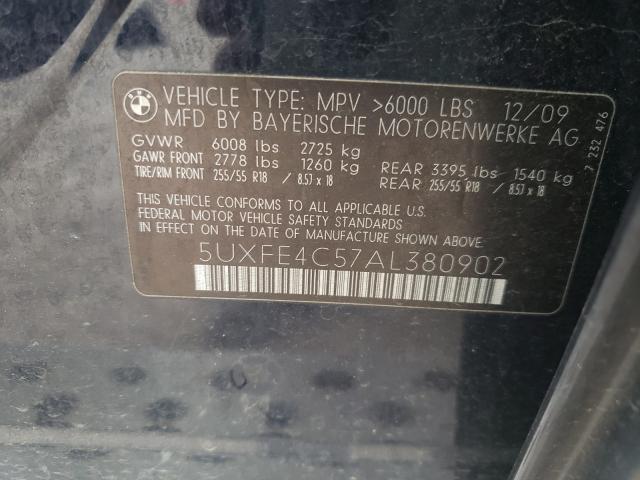 BMW
VEHICLE TYPE: MPV >6000 LBS 12/09
MFD BY BAYERISCHE MOTORENWERKE AG
GVWR 6008 lbs 2725 kg
GAWR FRONT 2778 lbs 1260 kg REAR 3395 lbs 1540 kg
TIRE/RIM FRONT 255/55 R18 / 8.5J x 18 REAR 255/55 R18 / 8.5J x 18
THIS VEHICLE CONFORMS TO ALL APPLICABLE U.S.
FEDERAL MOTOR VEHICLE SAFETY STANDARDS
IN EFFECT ON THE DATE OF MANUFACTURE SHOWN ABOVE.
5UXFE4C57AL380902
7 232 476